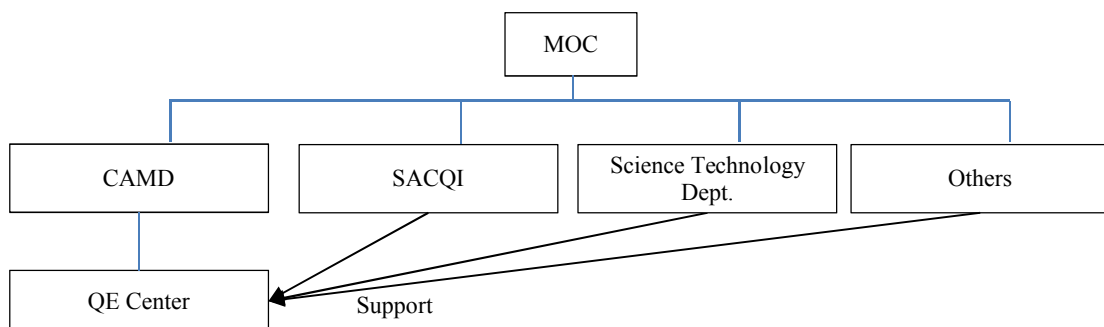 MOC
CAMD
SACQI
Science Technology
Dept.
Others
QE Center
Support